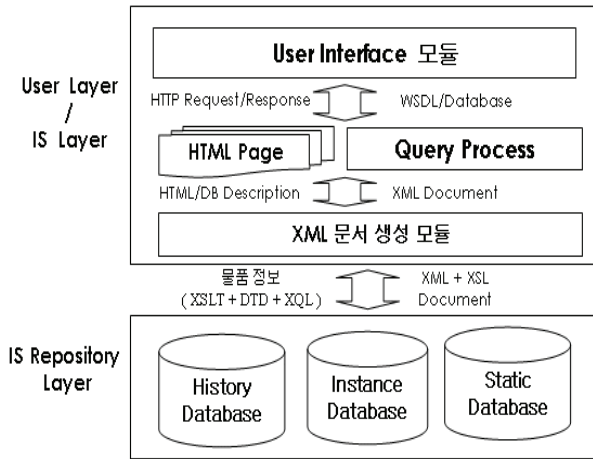 User Interface 모듈
User Layer
/
IS Layer
HTTP Request/Response
WSDL/Database
HTML Page
Query Process
HTML/DB Description
XML Document
XML 문서 생성 모듈
물품 정보
( XSLT + DTD + XQL )
XML + XSL
Document
IS Repository
Layer
History
Database
Instance
Database
Static
Database